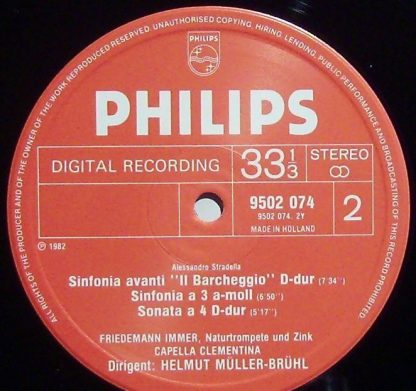 ALL RIGHTS OF THE PRODUCER AND OF THE OWNER OF THE WORK REPRODUCED RESERVED. UNAUTHORISED COPYING, HIRING, LENDING, PUBLIC PERFORMANCE AND BROADCASTING OF THIS RECORD PROHIBITED
PHILIPS
PHILIPS
DIGITAL RECORDING
33 1/3
STEREO
9502 074
9502 074. 2Y
MADE IN HOLLAND
2
℗ 1982
Alessandro Stradella
Sinfonia avanti "Il Barcheggio" D-dur (7'34'')
Sinfonia a 3 a-moll (6'50'')
Sonata a 4 D-dur (5'17'')
FRIEDEMANN IMMER, Naturtrompete und Zink
CAPELLA CLEMENTINA
Dirigent: HELMUT MÜLLER-BRÜHL